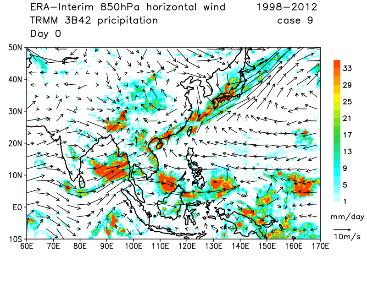 ERA-Interim 850hPa horizontal wind 1998-2012
TRMM 3B42 precipitation case 9
Day 0
50N
40N
30N
20N
10N
EQ
10S
60E 70E 80E 90E 100E 110E 120E 130E 140E 150E 160E 170E
33
29
25
21
17
13
9
5
1
mm/day
10m/s